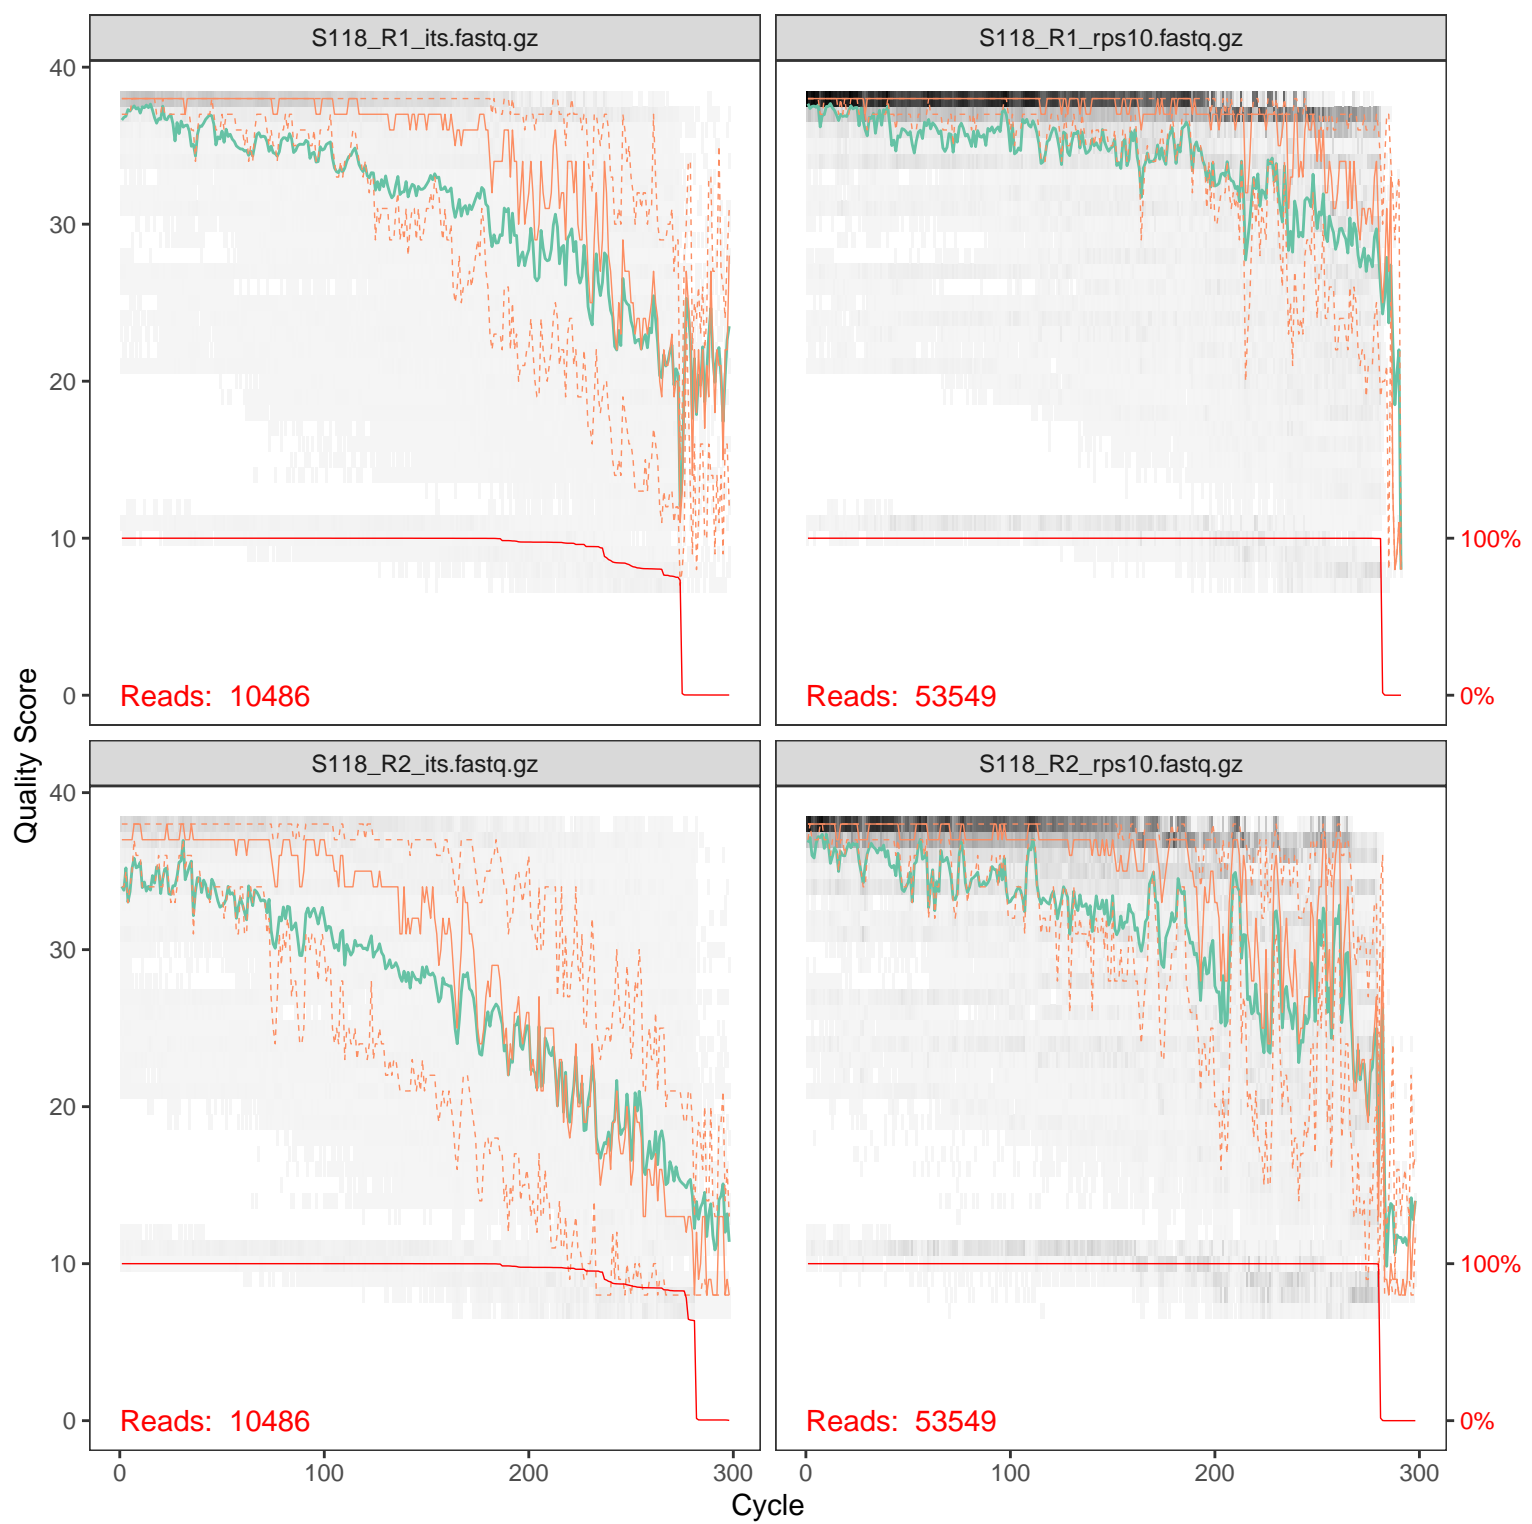 S118_R1_its.fastq.gz
S118_R1_rps10.fastq.gz
40
30
20
10
0
Reads: 10486
Reads: 53549
100%
0%
Quality Score
S118_R2_its.fastq.gz
S118_R2_rps10.fastq.gz
40
30
20
10
0
Reads: 10486
Reads: 53549
100%
0%
0 100 200 300
0 100 200 300
Cycle